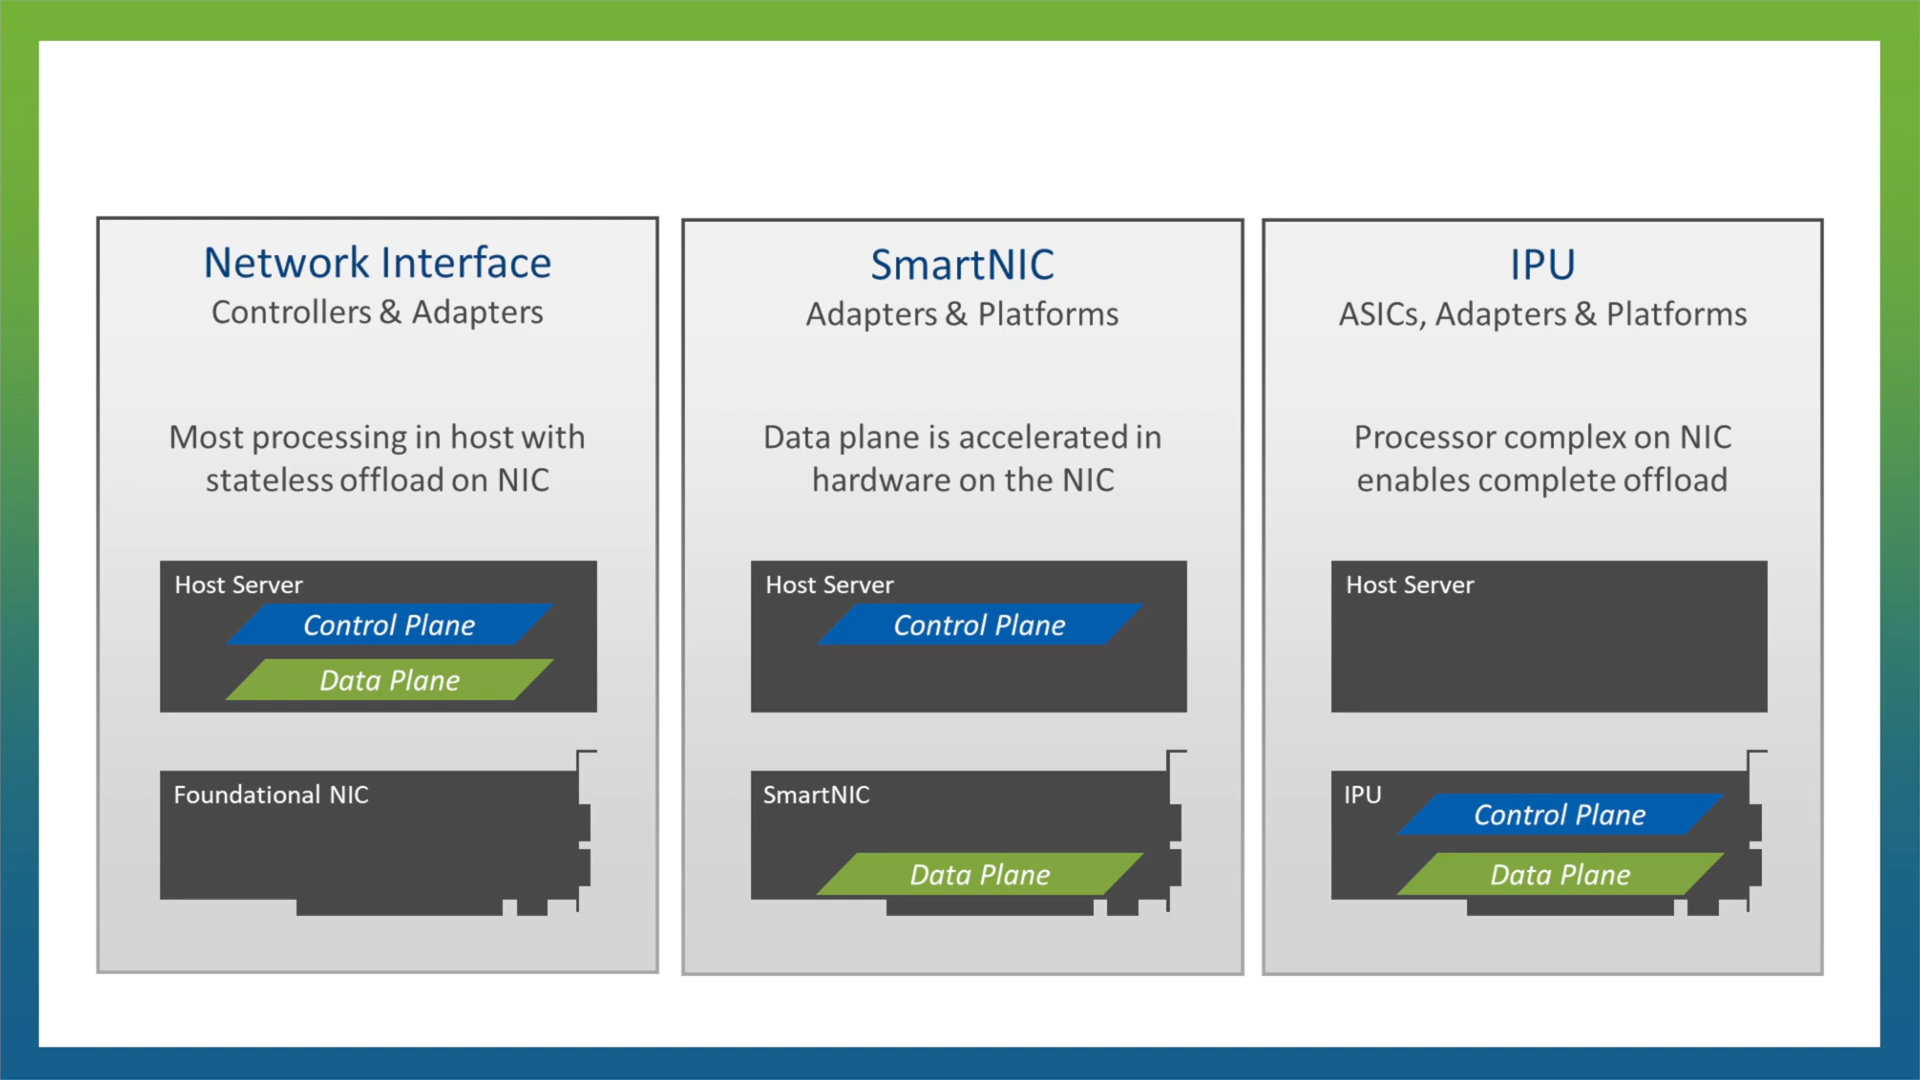 Network Interface
Controllers & Adapters
Most processing in host with
stateless offload on NIC
Host Server
Control Plane
Data Plane
Foundational NIC
SmartNIC
Adapters & Platforms
Data plane is accelerated in
hardware on the NIC
Host Server
Control Plane
SmartNIC
Data Plane
IPU
ASICs, Adapters & Platforms
Processor complex on NIC
enables complete offload
Host Server
IPU
Control Plane
Data Plane